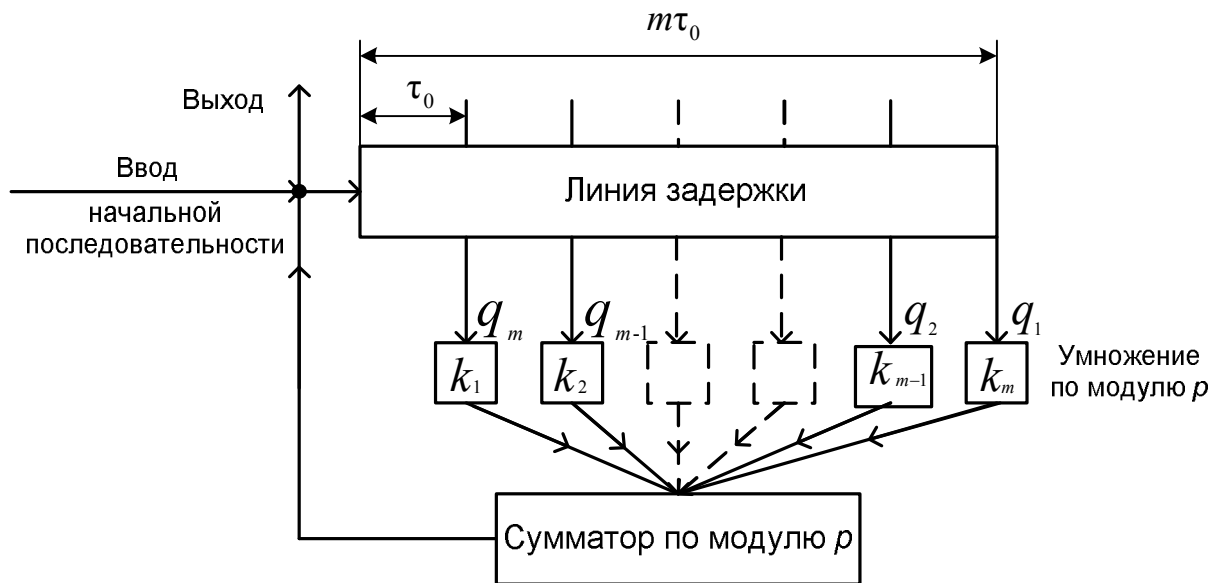 mτ₀
τ₀
Выход
Ввод
начальной
последовательности
Линия задержки
qₘ
qₘ₋₁
q₂
q₁
k₁
k₂
kₘ₋₁
kₘ
Умножение
по модулю p
Сумматор по модулю p